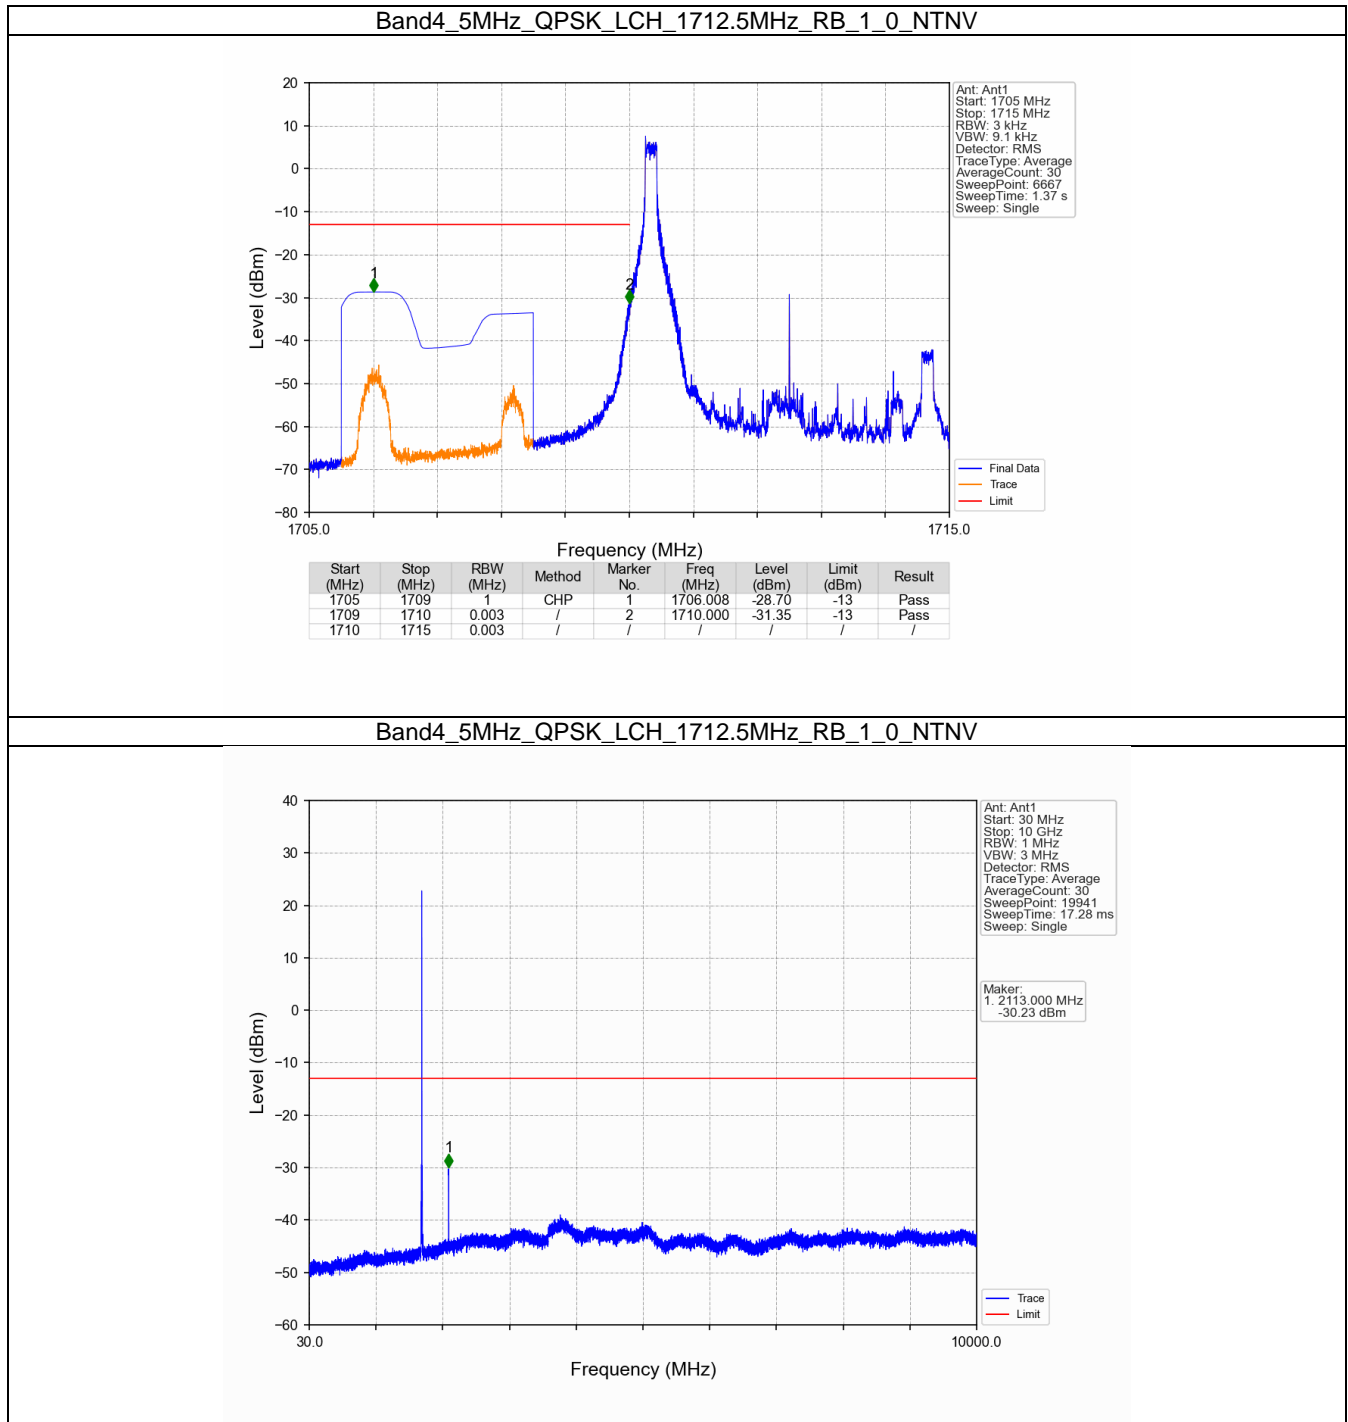 Band4_5MHz_QPSK_LCH_1712.5MHz_RB_1_0_NTNV
20
10
0
−10
−20
−30
−40
−50
−60
−70
−80
Level (dBm)
1
2
1705.0
1715.0
Frequency (MHz)
Ant: Ant1
Start: 1705 MHz
Stop: 1715 MHz
RBW: 3 kHz
VBW: 9.1 kHz
Detector: RMS
TraceType: Average
AverageCount: 30
SweepPoint: 6667
SweepTime: 1.37 s
Sweep: Single
Final Data
Trace
Limit
Start (MHz) Stop (MHz) RBW (MHz) Method Marker No. Freq (MHz) Level (dBm) Limit (dBm) Result
1705 1709 1 CHP 1 1706.008 -28.70 -13 Pass
1709 1710 0.003 / 2 1710.000 -31.35 -13 Pass
1710 1715 0.003 / / / / / /
Band4_5MHz_QPSK_LCH_1712.5MHz_RB_1_0_NTNV
40
30
20
10
0
−10
−20
−30
−40
−50
−60
Level (dBm)
1
30.0
10000.0
Frequency (MHz)
Ant: Ant1
Start: 30 MHz
Stop: 10 GHz
RBW: 1 MHz
VBW: 3 MHz
Detector: RMS
TraceType: Average
AverageCount: 30
SweepPoint: 19941
SweepTime: 17.28 ms
Sweep: Single
Maker:
1. 2113.000 MHz
-30.23 dBm
Trace
Limit